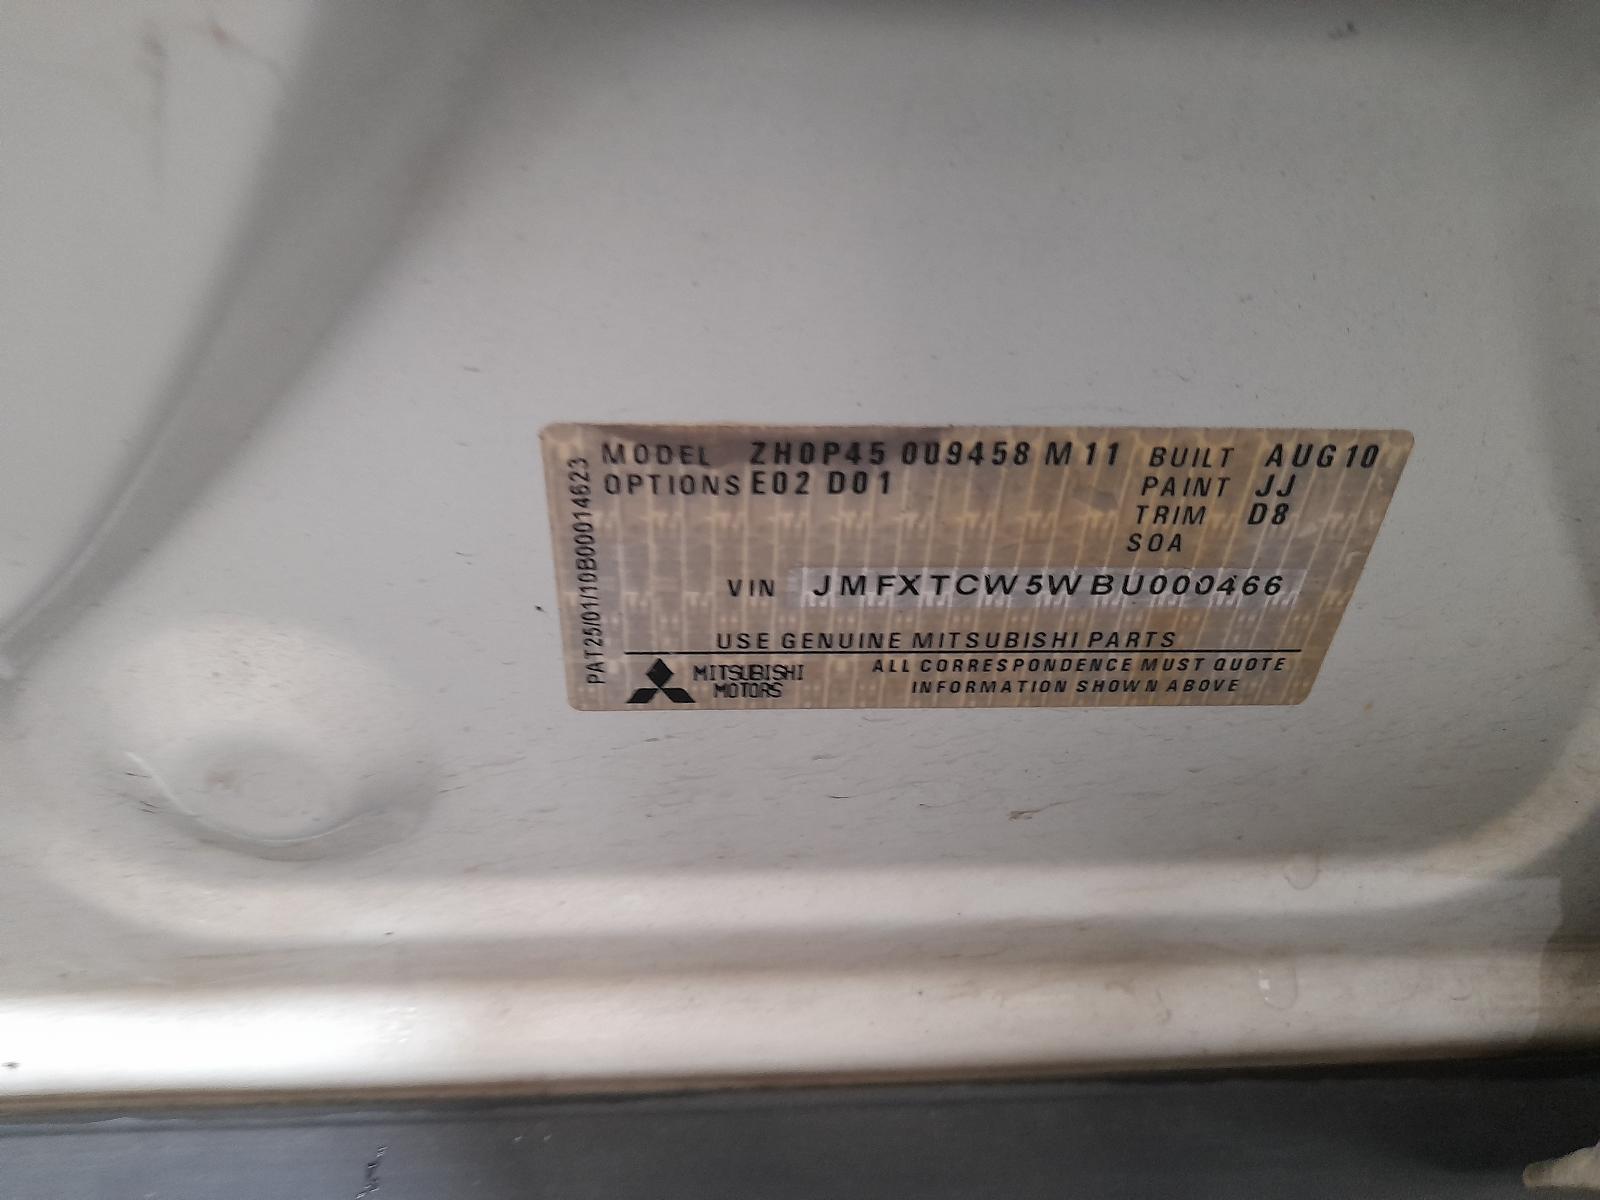 MODEL ZH0P45 009458 M11 BUILT AUG10
OPTIONS E02 D01 PAINT JJ
TRIM D8
SOA
VIN JMFXTCW5WBU000466
USE GENUINE MITSUBISHI PARTS
MITSUBISHI
MOTORS
ALL CORRESPONDENCE MUST QUOTE
INFORMATION SHOWN ABOVE
PAT25/01/10B00014623